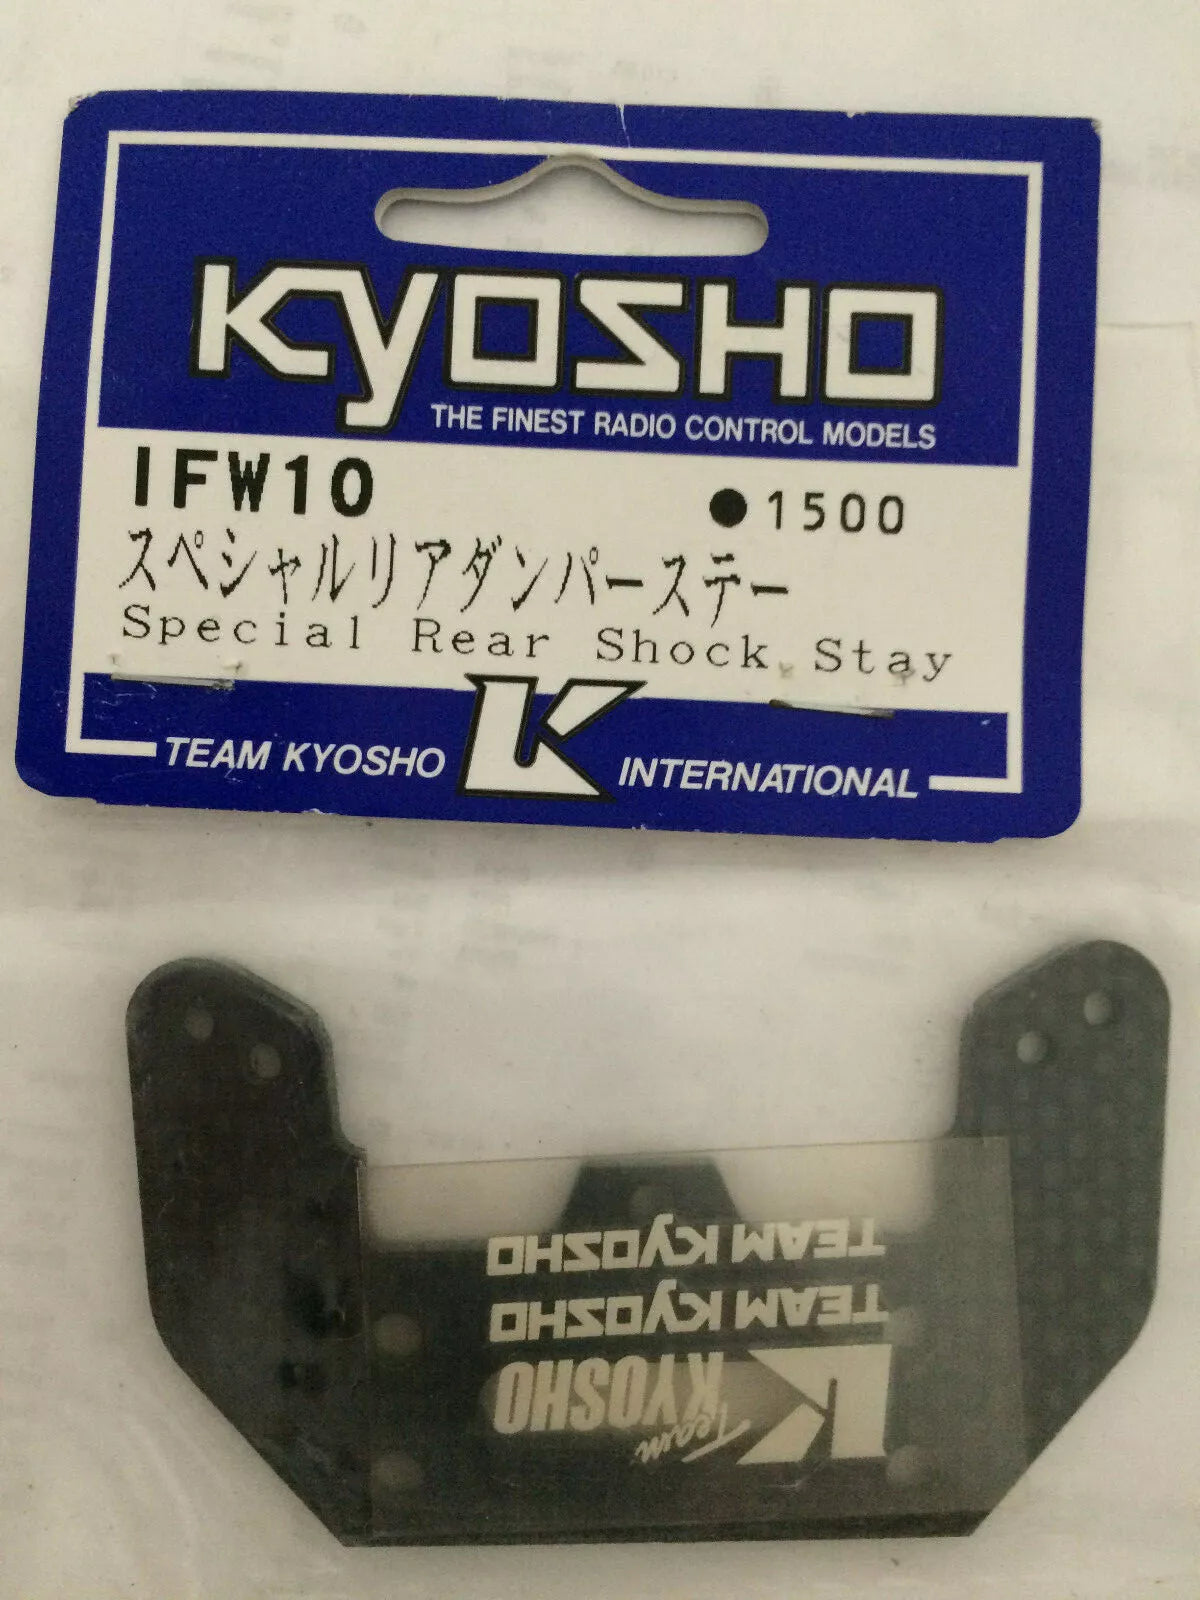 KYOSHO
THE FINEST RADIO CONTROL MODELS
IFW10 ●1500
スペシャルリアダンパーステー
Special Rear Shock Stay
TEAM KYOSHO K INTERNATIONAL
TEAM KYOSHO
TEAM KYOSHO
K Team KYOSHO